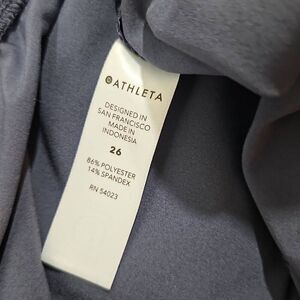 ATHLETA
DESIGNED IN
SAN FRANCISCO
MADE IN
INDONESIA
26
86% POLYESTER
14% SPANDEX
RN 54023